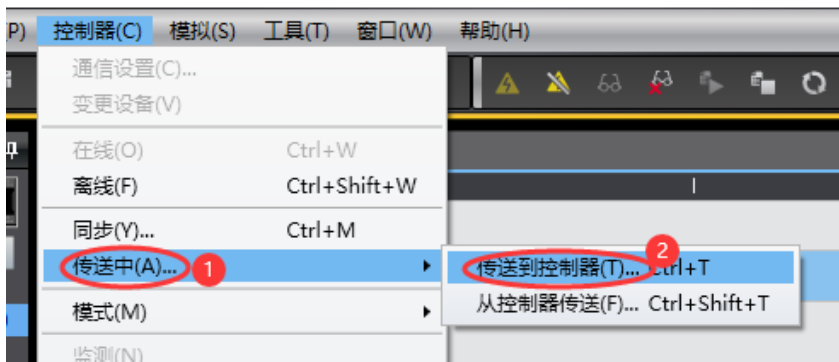 P) 控制器(C) 模拟(S) 工具(T) 窗口(W) 帮助(H)
通信设置(C)...
变更设备(V)
在线(O) Ctrl+W
离线(F) Ctrl+Shift+W
同步(Y)... Ctrl+M
传送中(A)... 1
2
传送到控制器(T)... Ctrl+T
从控制器传送(F)... Ctrl+Shift+T
模式(M)
监测(N)